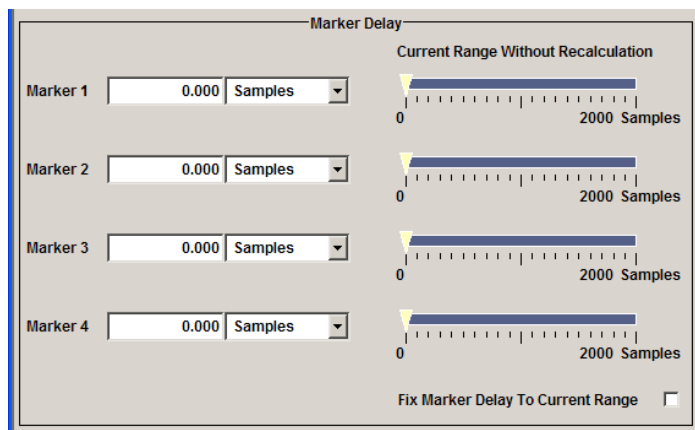 Marker Delay
Current Range Without Recalculation
Marker 1 0.000 Samples
0 2000 Samples
Marker 2 0.000 Samples
0 2000 Samples
Marker 3 0.000 Samples
0 2000 Samples
Marker 4 0.000 Samples
0 2000 Samples
Fix Marker Delay To Current Range